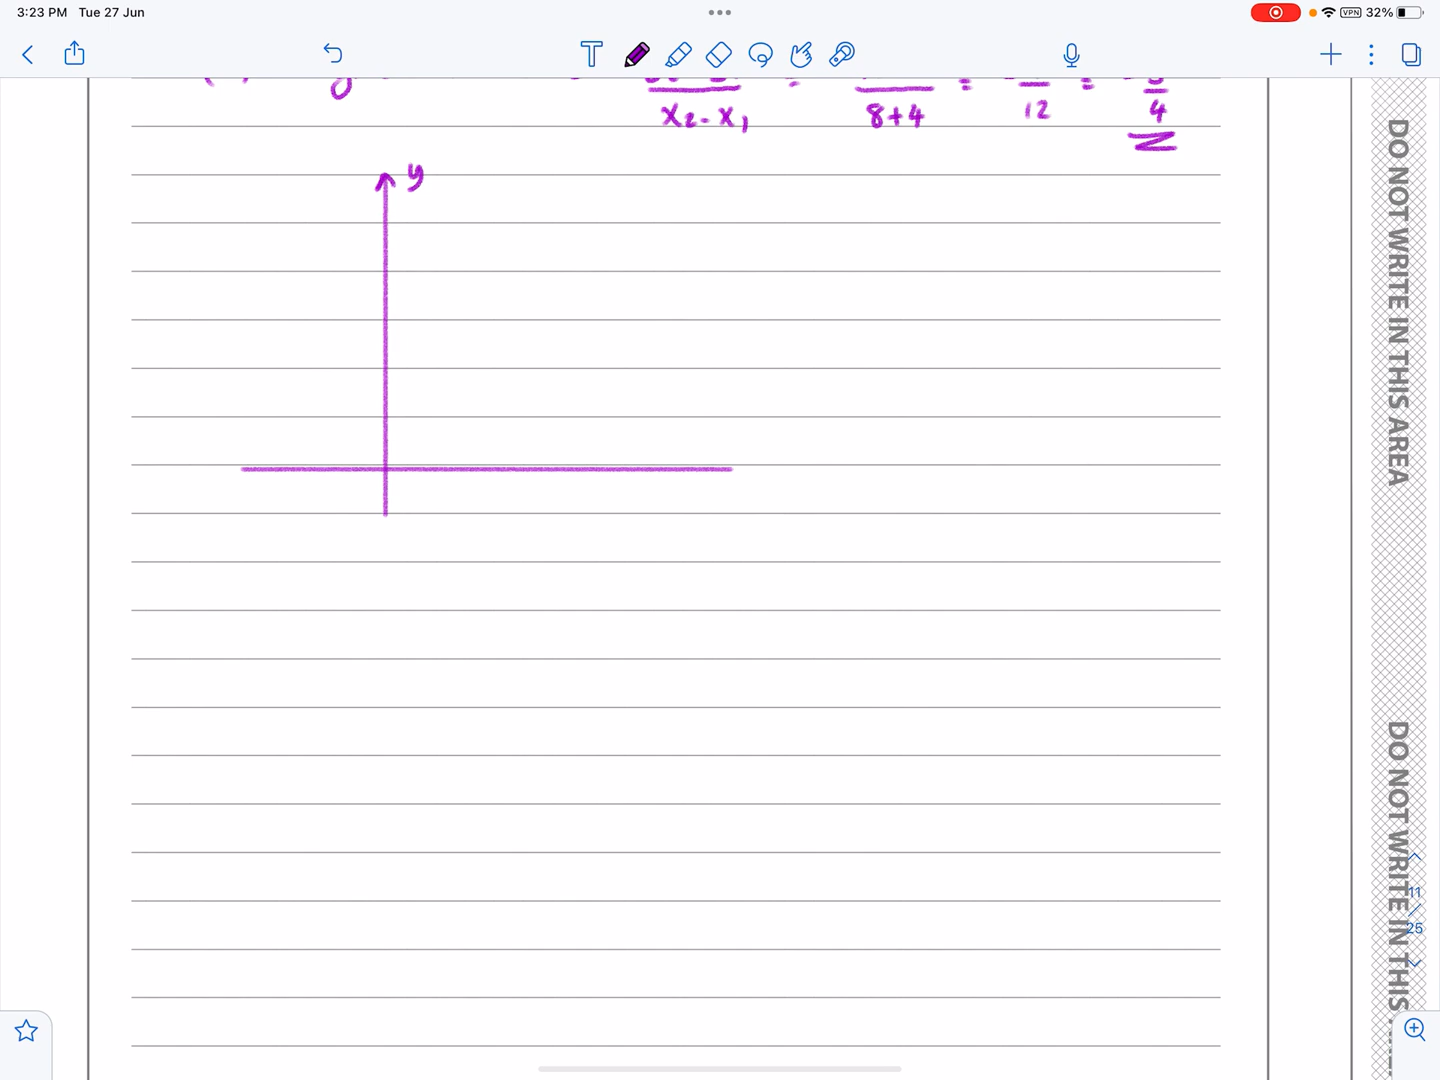 3:23 PM Tue 27 Jun
VPN 32%
x₂ - x₁
8+4
12
4
y
DO NOT WRITE IN THIS AREA
DO NOT WRITE IN THIS
11
/
25